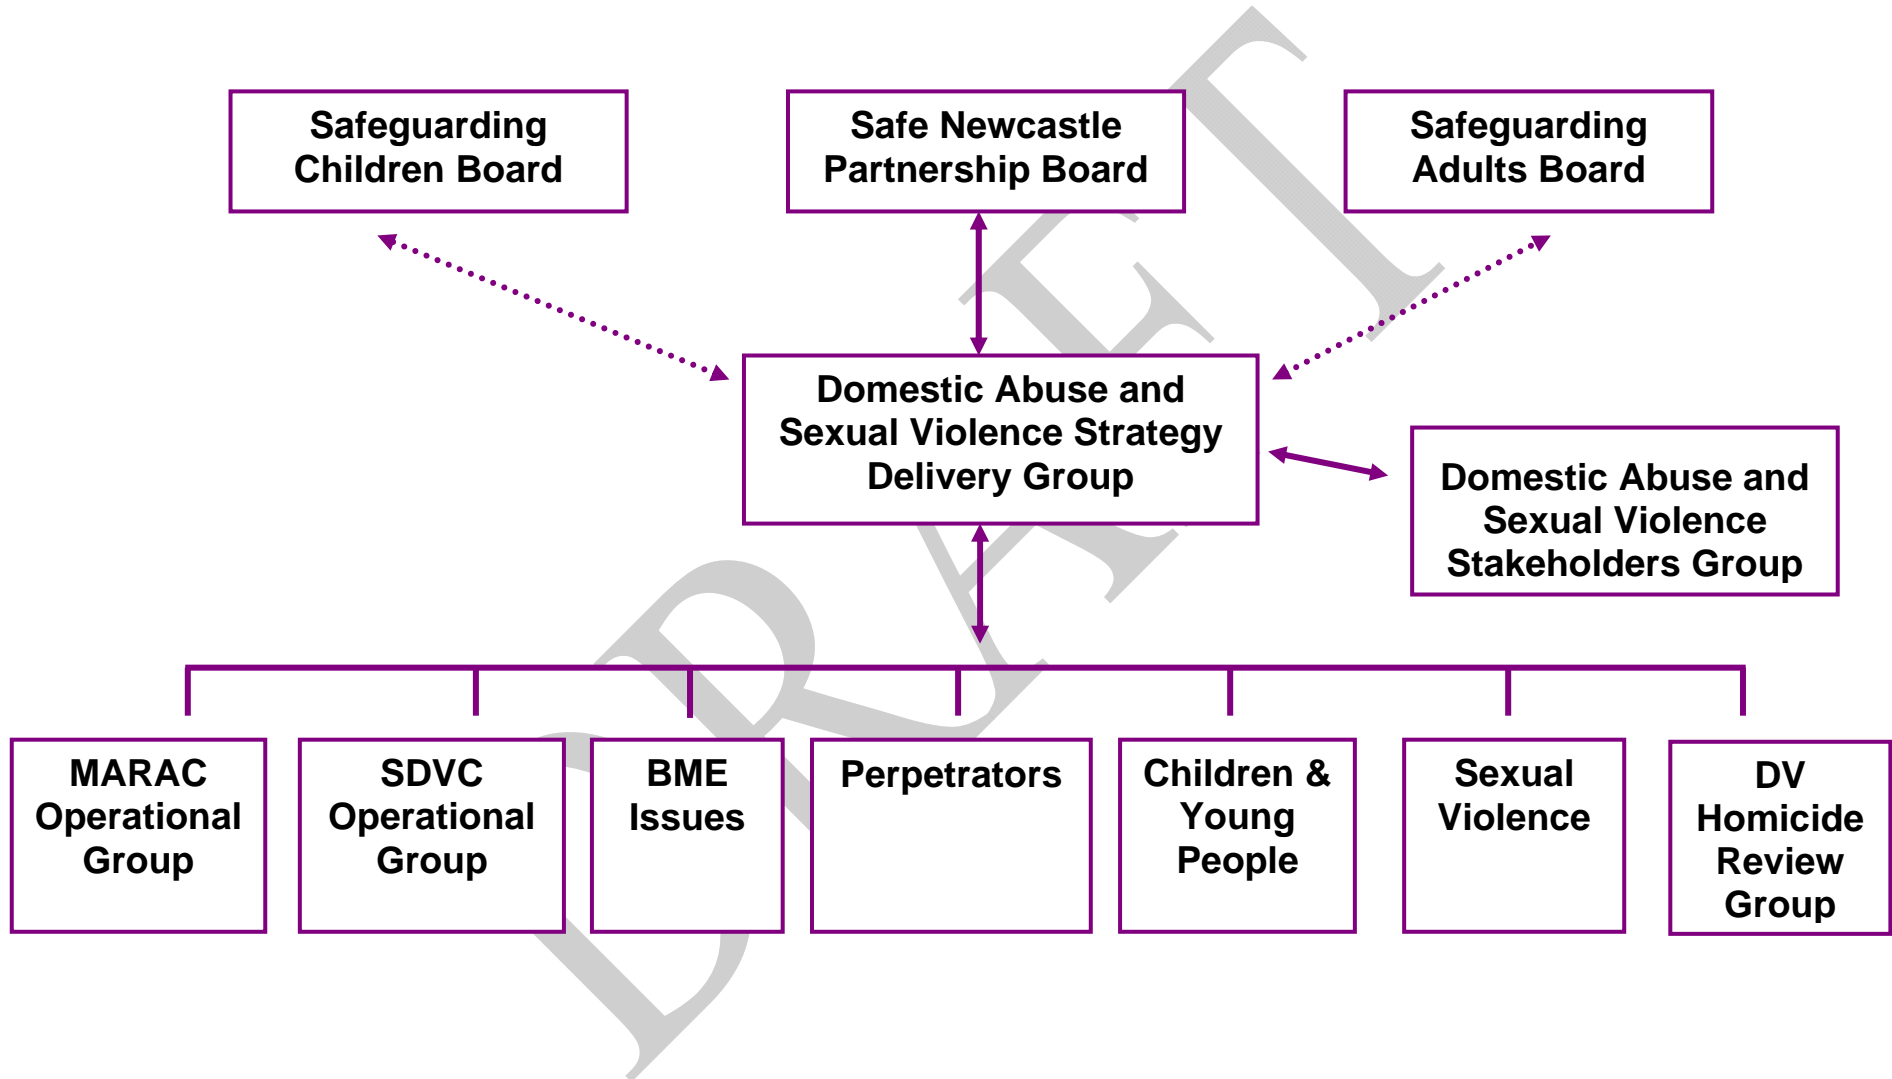 Safeguarding
Children Board
Safe Newcastle
Partnership Board
Safeguarding
Adults Board
Domestic Abuse and
Sexual Violence Strategy
Delivery Group
Domestic Abuse and
Sexual Violence
Stakeholders Group
MARAC
Operational
Group
SDVC
Operational
Group
BME
Issues
Perpetrators
Children &
Young
People
Sexual
Violence
DV
Homicide
Review
Group
DRAFT